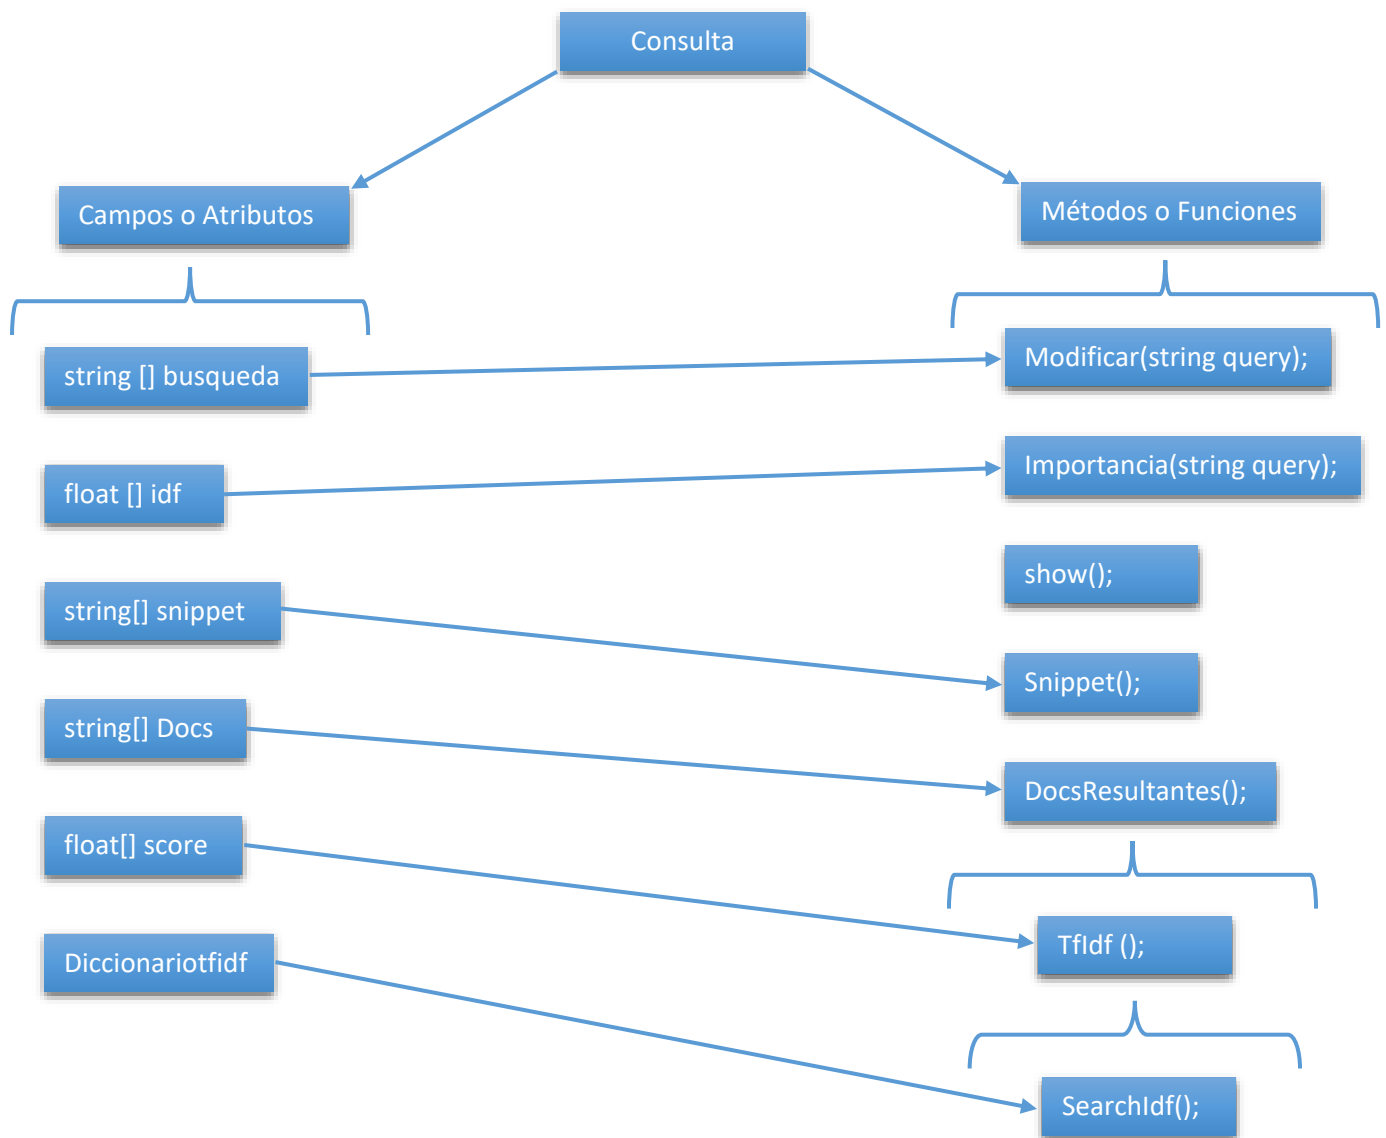 Consulta
Campos o Atributos
Métodos o Funciones
string [] busqueda
Modificar(string query);
float [] idf
Importancia(string query);
show();
string[] snippet
Snippet();
string[] Docs
DocsResultantes();
float[] score
TfIdf ();
Diccionariotfidf
SearchIdf();